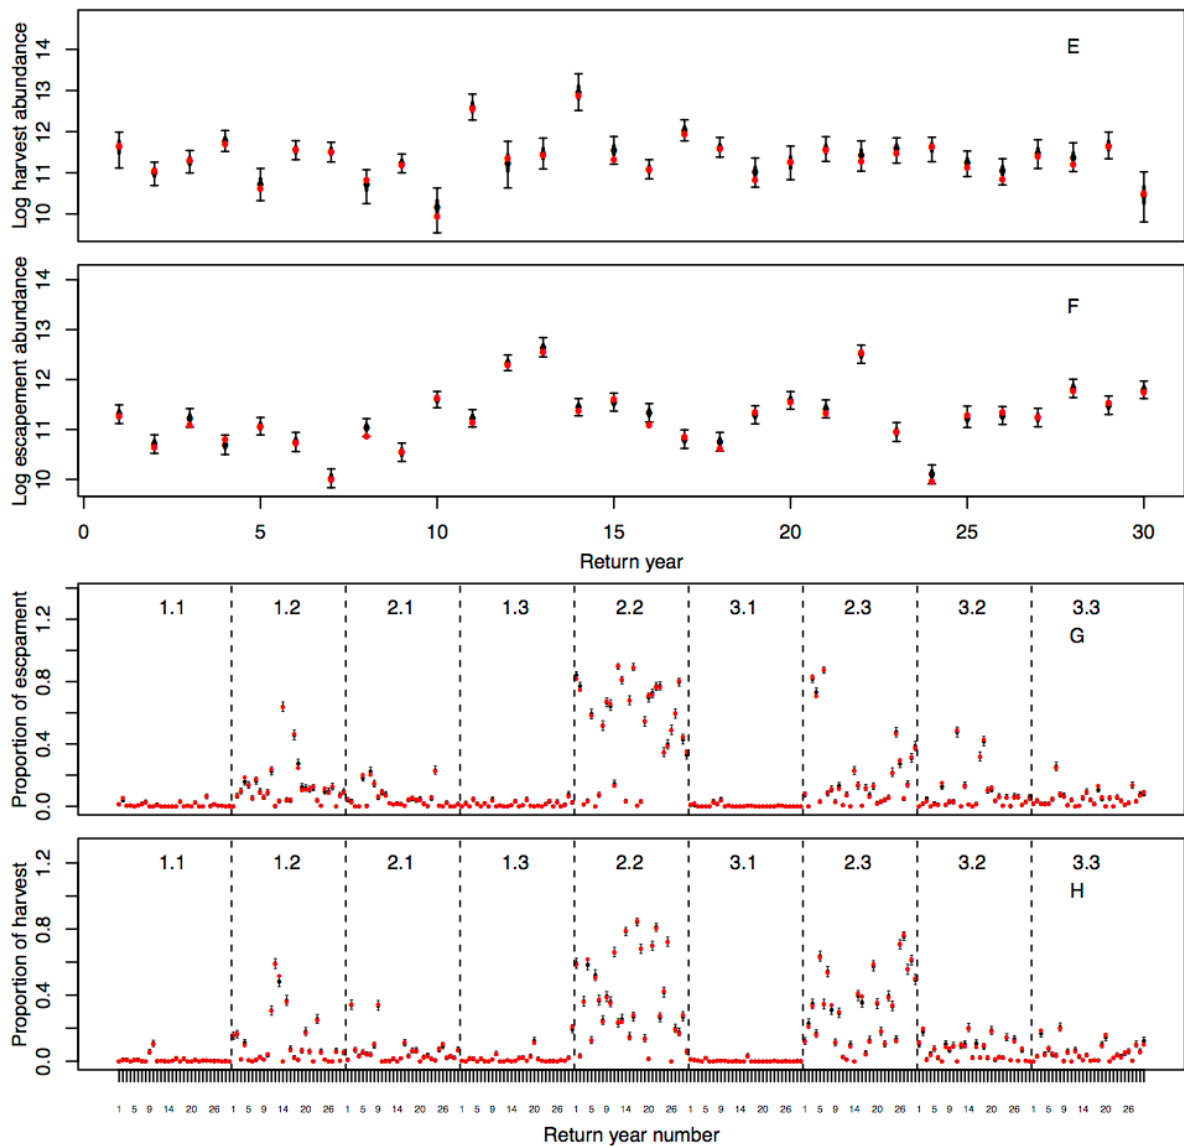 Log harvest abundance
14
13
12
11
10
E
Log escapement abundance
14
13
12
11
10
F
0 5 10 15 20 25 30
Return year
Proportion of escpament
1.2
0.8
0.4
0.0
1.1 1.2 2.1 1.3 2.2 3.1 2.3 3.2 3.3
G
Proportion of harvest
1.2
0.8
0.4
0.0
1.1 1.2 2.1 1.3 2.2 3.1 2.3 3.2 3.3
H
1 5 9 14 20 26 1 5 9 14 20 26 1 5 9 14 20 26 1 5 9 14 20 26 1 5 9 14 20 26 1 5 9 14 20 26 1 5 9 14 20 26 1 5 9 14 20 26 1 5 9 14 20 26
Return year number